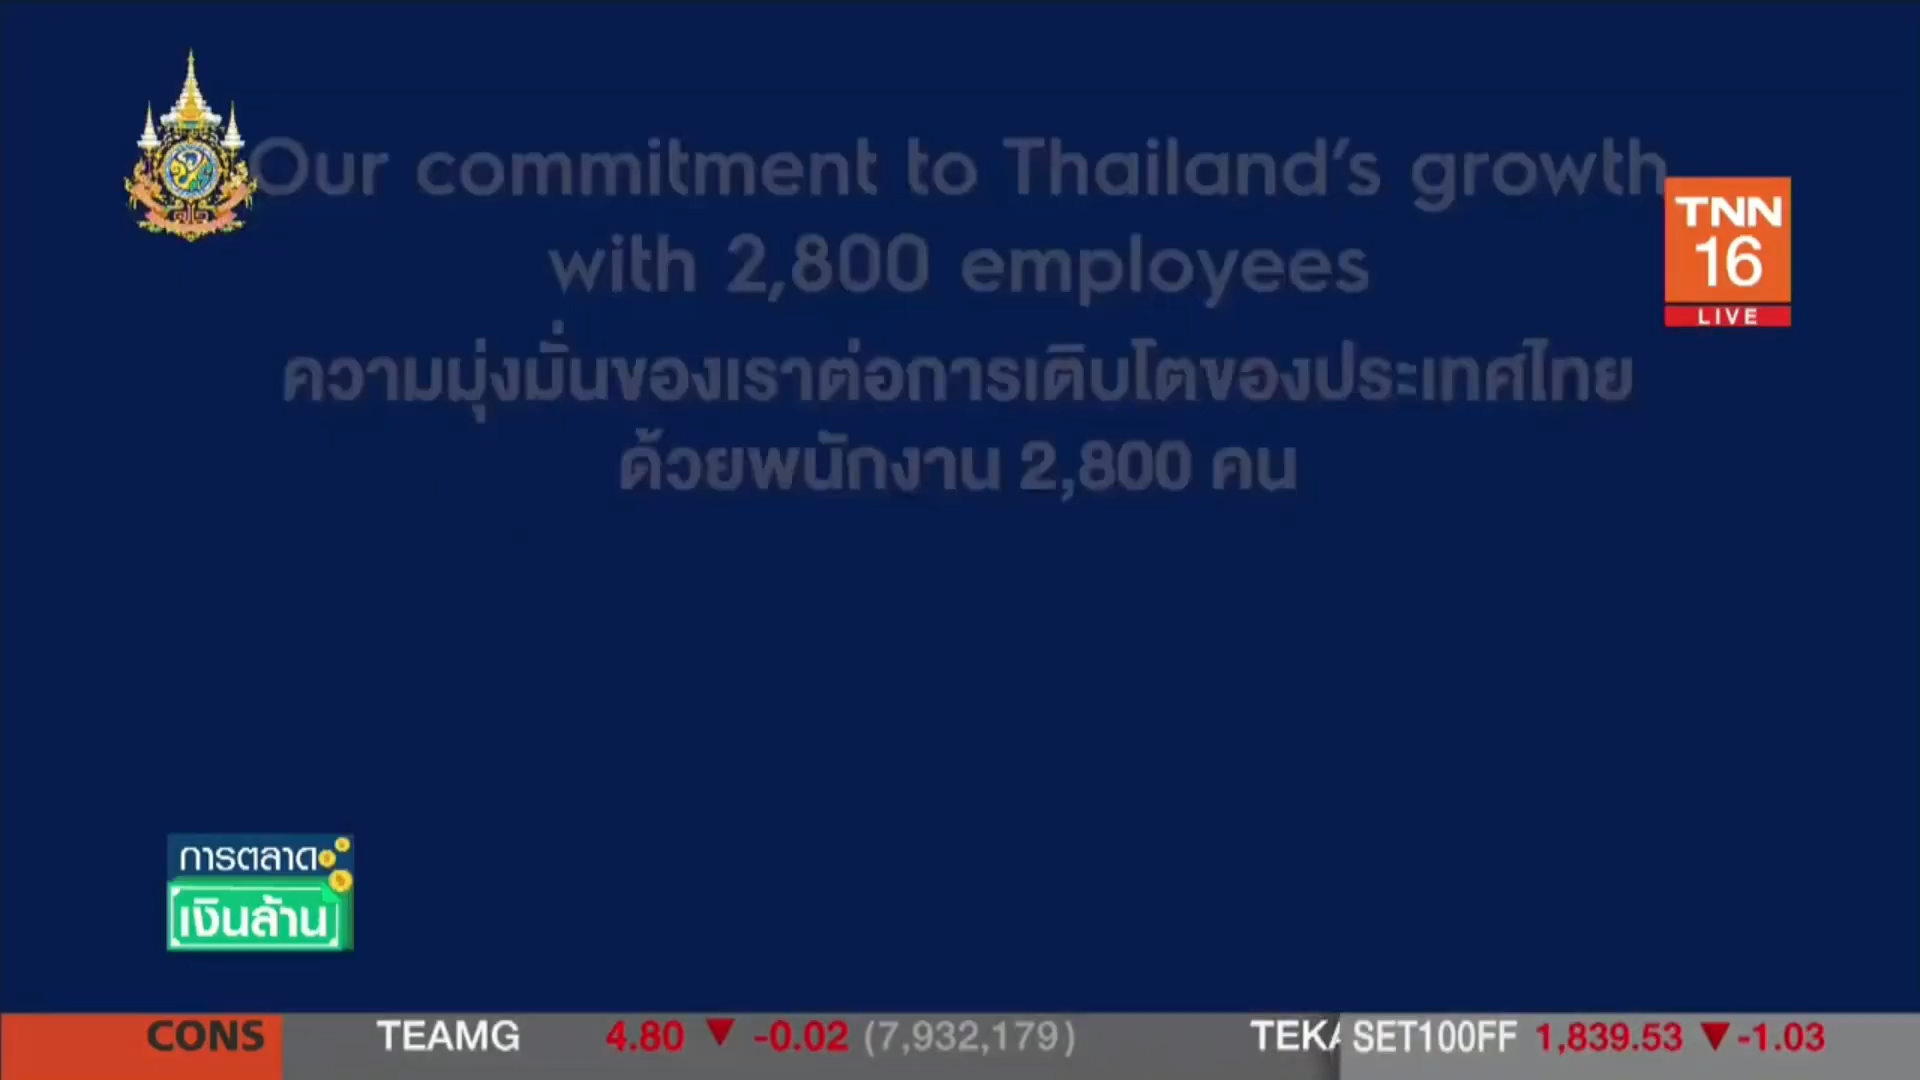 Our commitment to Thailand's growth
with 2,800 employees
ความมุ่งมั่นของเราต่อการเติบโตของประเทศไทย
ด้วยพนักงาน 2,800 คน
TNN
16
LIVE
การตลาด
เงินล้าน
CONS TEAMG 4.80 ▼ -0.02 (7,932,179) TEKA SET100FF 1,839.53 ▼ -1.03